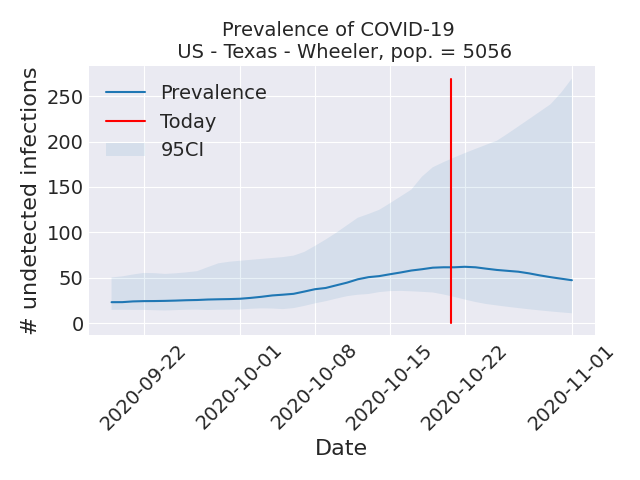 Prevalence of COVID-19
US - Texas - Wheeler, pop. = 5056
# undetected infections
250
200
150
100
50
0
Prevalence
Today
95CI
2020-09-22
2020-10-01
2020-10-08
2020-10-15
2020-10-22
2020-11-01
Date